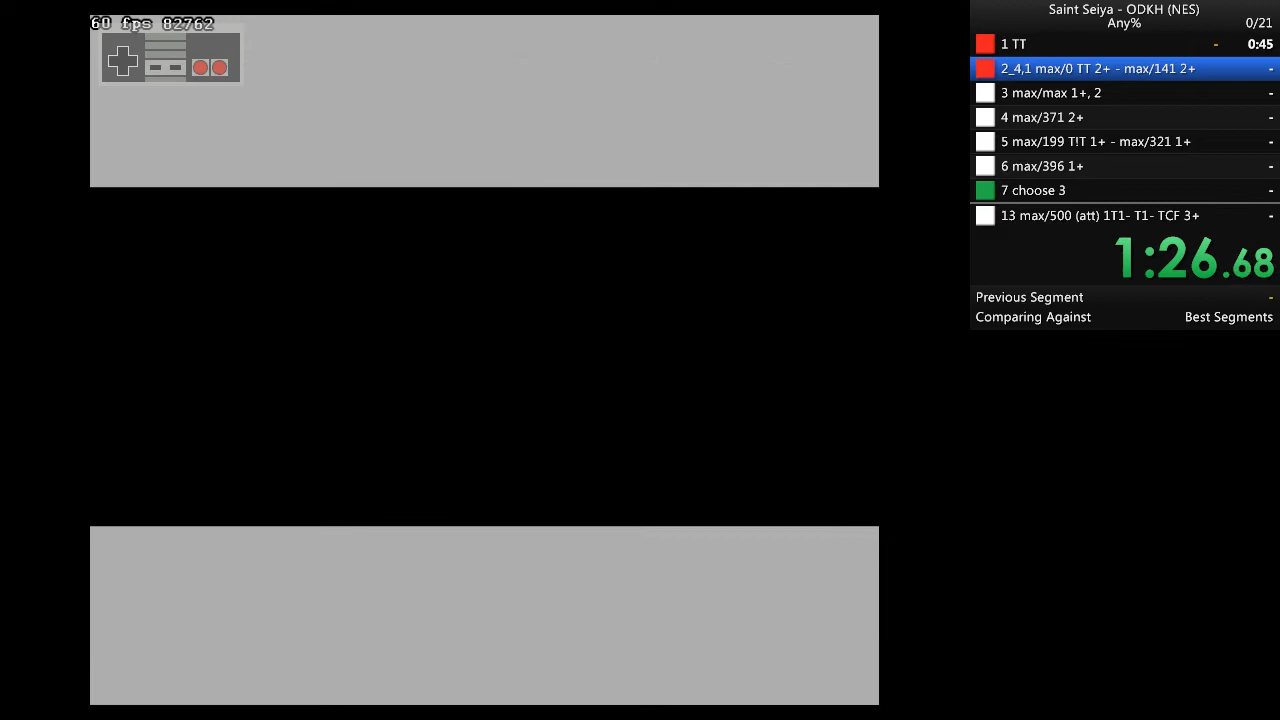 60 fps 82762
Saint Seiya - ODKH (NES)
Any% 0/21
1 TT - 0:45
2_4,1 max/0 TT 2+ - max/141 2+ -
3 max/max 1+, 2 -
4 max/371 2+ -
5 max/199 T!T 1+ - max/321 1+ -
6 max/396 1+ -
7 choose 3 -
13 max/500 (att) 1T1- T1- TCF 3+ -
1:26.68
Previous Segment -
Comparing Against Best Segments